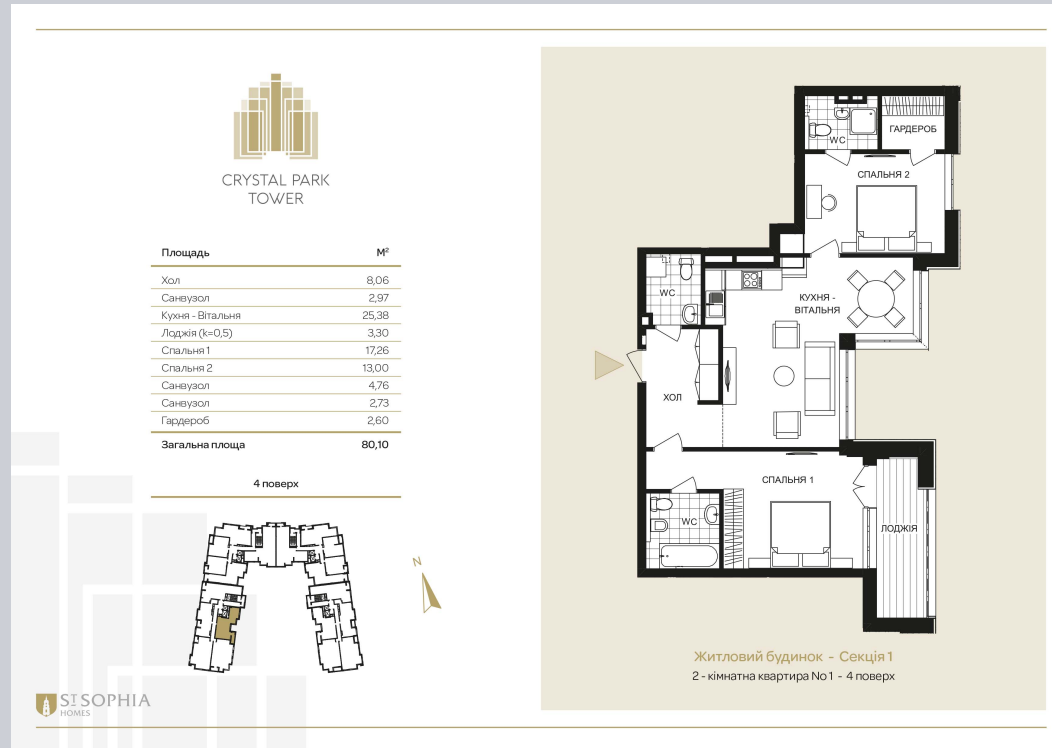 CRYSTAL PARK
TOWER
Площадь M²
Хол 8,06
Санвузол 2,97
Кухня - Вітальня 25,38
Лоджія (k=0,5) 3,30
Спальня 1 17,26
Спальня 2 13,00
Санвузол 4,76
Санвузол 2,73
Гардероб 2,60
Загальна площа 80,10
4 поверх
N
ST SOPHIA
HOMES
WC
ГАРДЕРОБ
СПАЛЬНЯ 2
WC
КУХНЯ -
ВІТАЛЬНЯ
ХОЛ
СПАЛЬНЯ 1
WC
ЛОДЖІЯ
Житловий будинок - Секція 1
2 - кімнатна квартира No 1 - 4 поверх